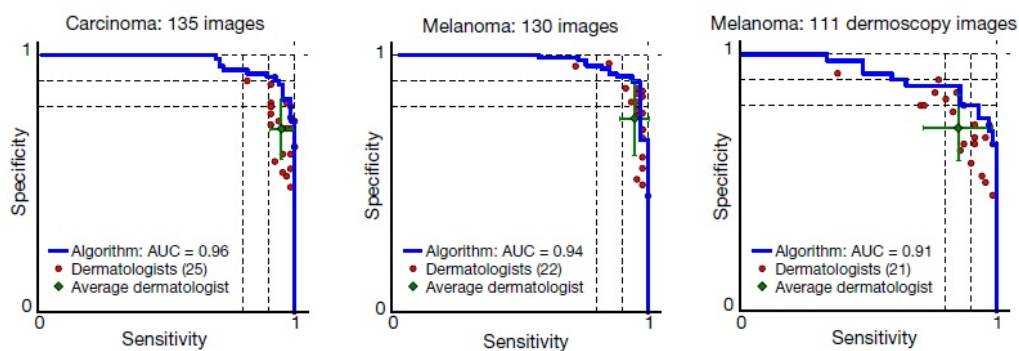 Carcinoma: 135 images
1
Specificity
Algorithm: AUC = 0.96
Dermatologists (25)
Average dermatologist
0
0
1
Sensitivity
Melanoma: 130 images
1
Specificity
Algorithm: AUC = 0.94
Dermatologists (22)
Average dermatologist
0
0
1
Sensitivity
Melanoma: 111 dermoscopy images
1
Specificity
Algorithm: AUC = 0.91
Dermatologists (21)
Average dermatologist
0
0
1
Sensitivity